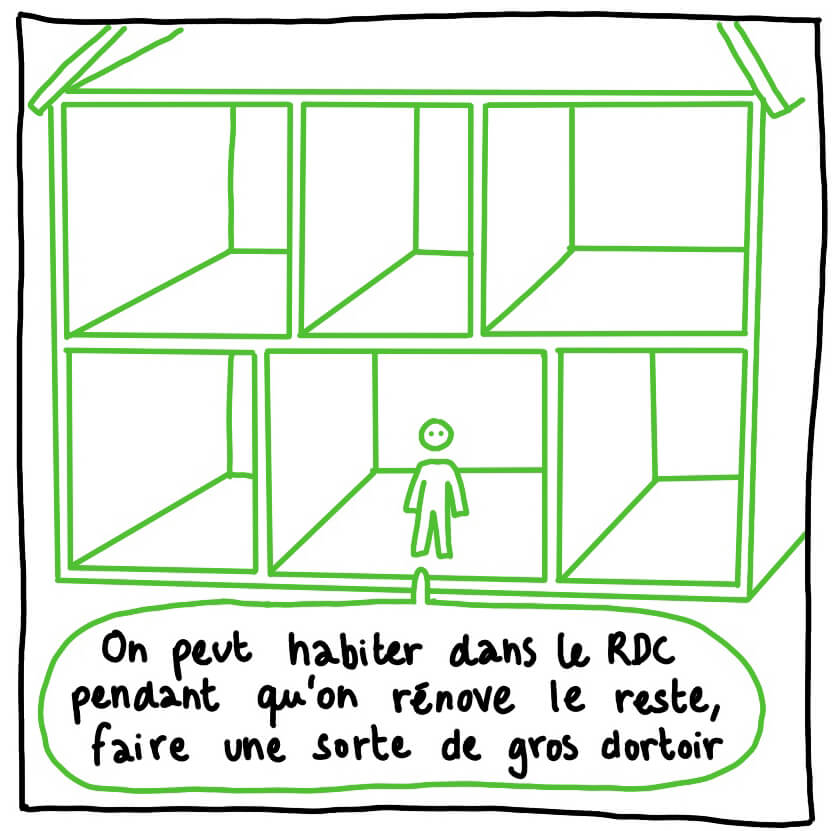 On peut habiter dans le RDC
pendant qu'on rénove le reste,
faire une sorte de gros dortoir